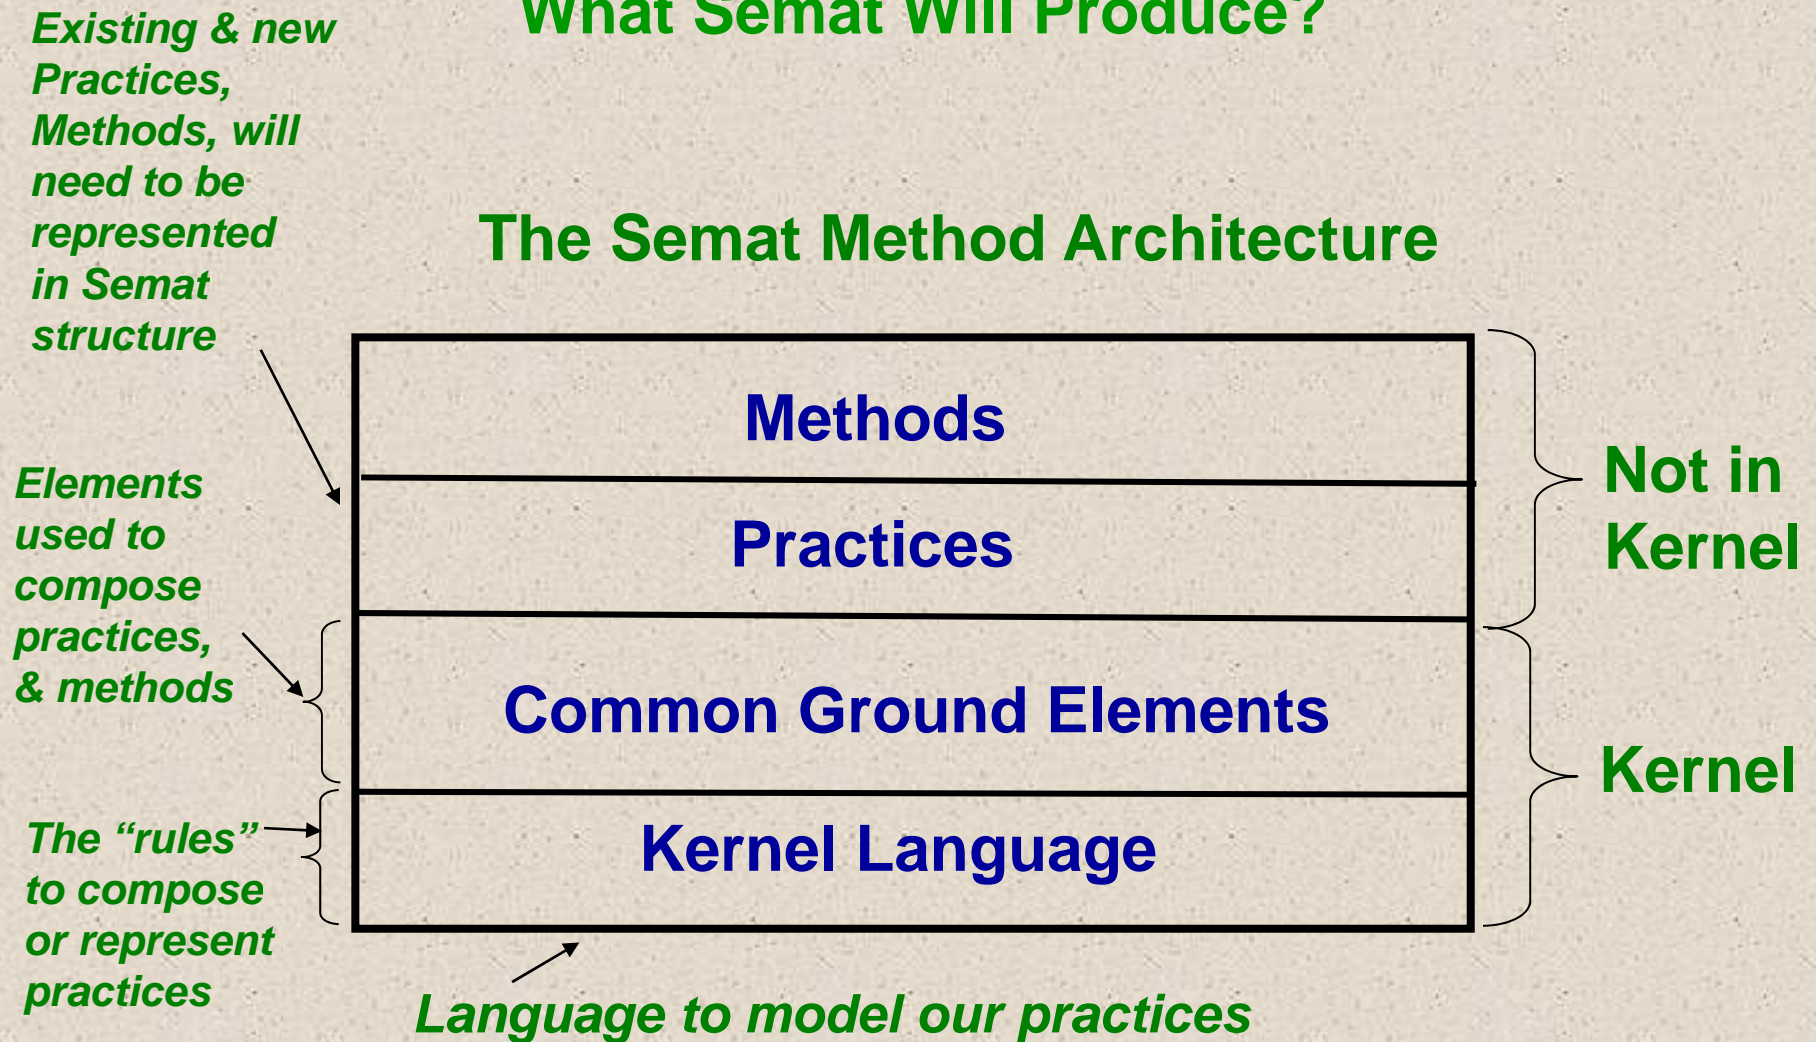 What Semat Will Produce?
Existing & new
Practices,
Methods, will
need to be
represented
in Semat
structure
The Semat Method Architecture
Methods
Practices
Not in
Kernel
Elements
used to
compose
practices,
& methods
Common Ground Elements
Kernel
Kernel Language
The “rules”
to compose
or represent
practices
Language to model our practices